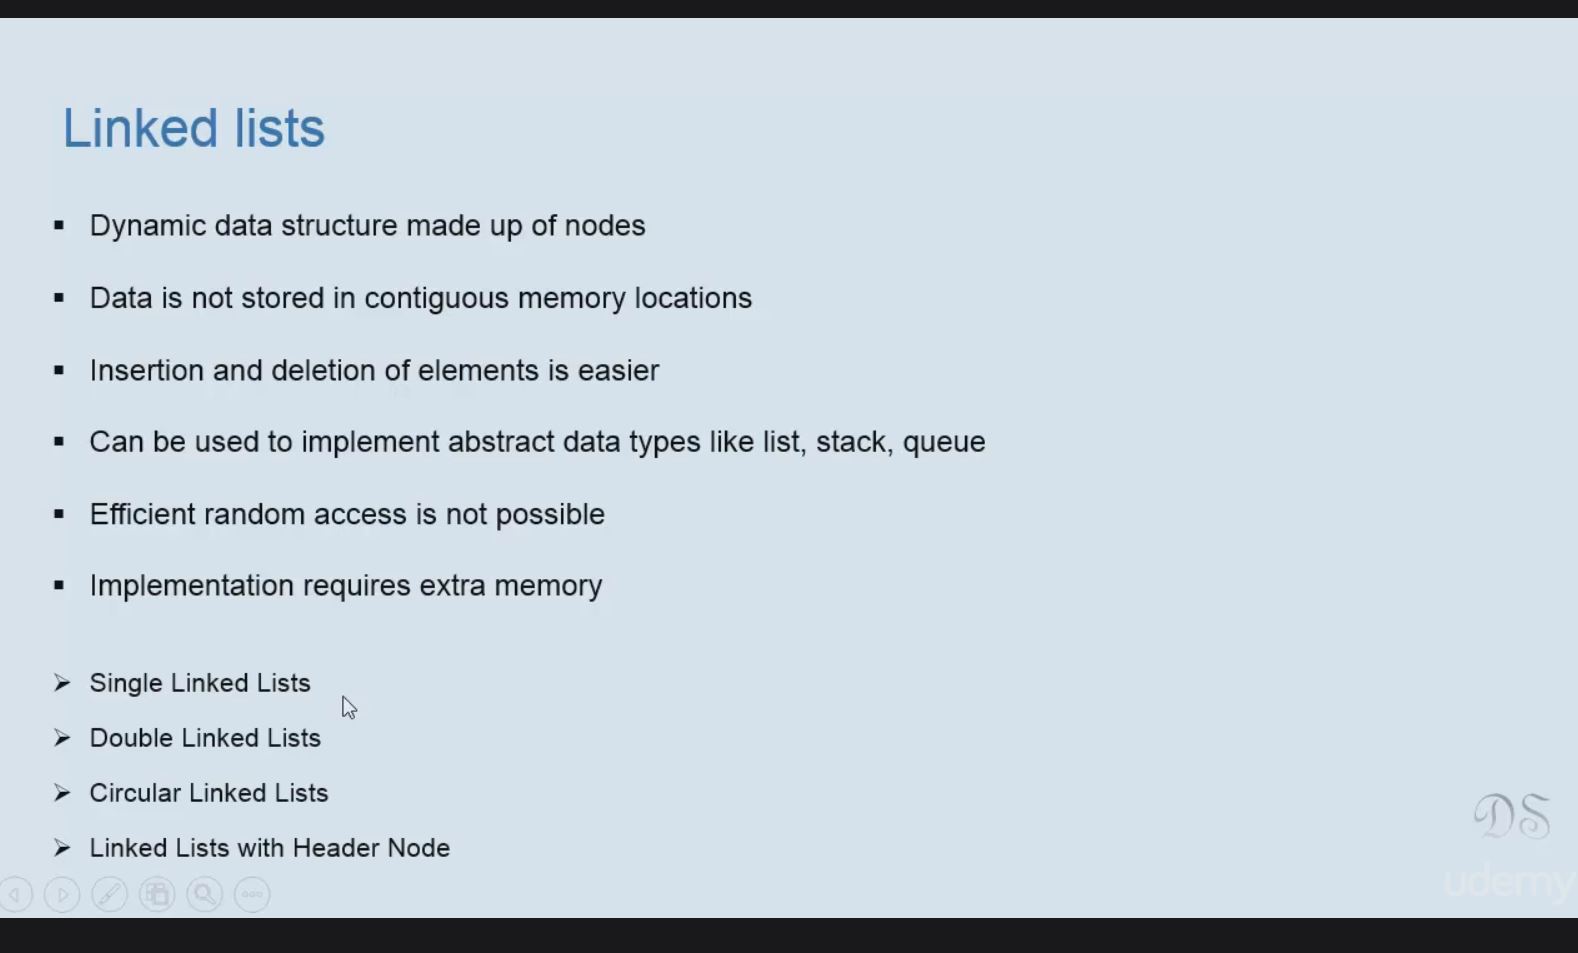 Linked lists
Dynamic data structure made up of nodes
Data is not stored in contiguous memory locations
Insertion and deletion of elements is easier
Can be used to implement abstract data types like list, stack, queue
Efficient random access is not possible
Implementation requires extra memory
Single Linked Lists
Double Linked Lists
Circular Linked Lists
Linked Lists with Header Node
DS
udemy